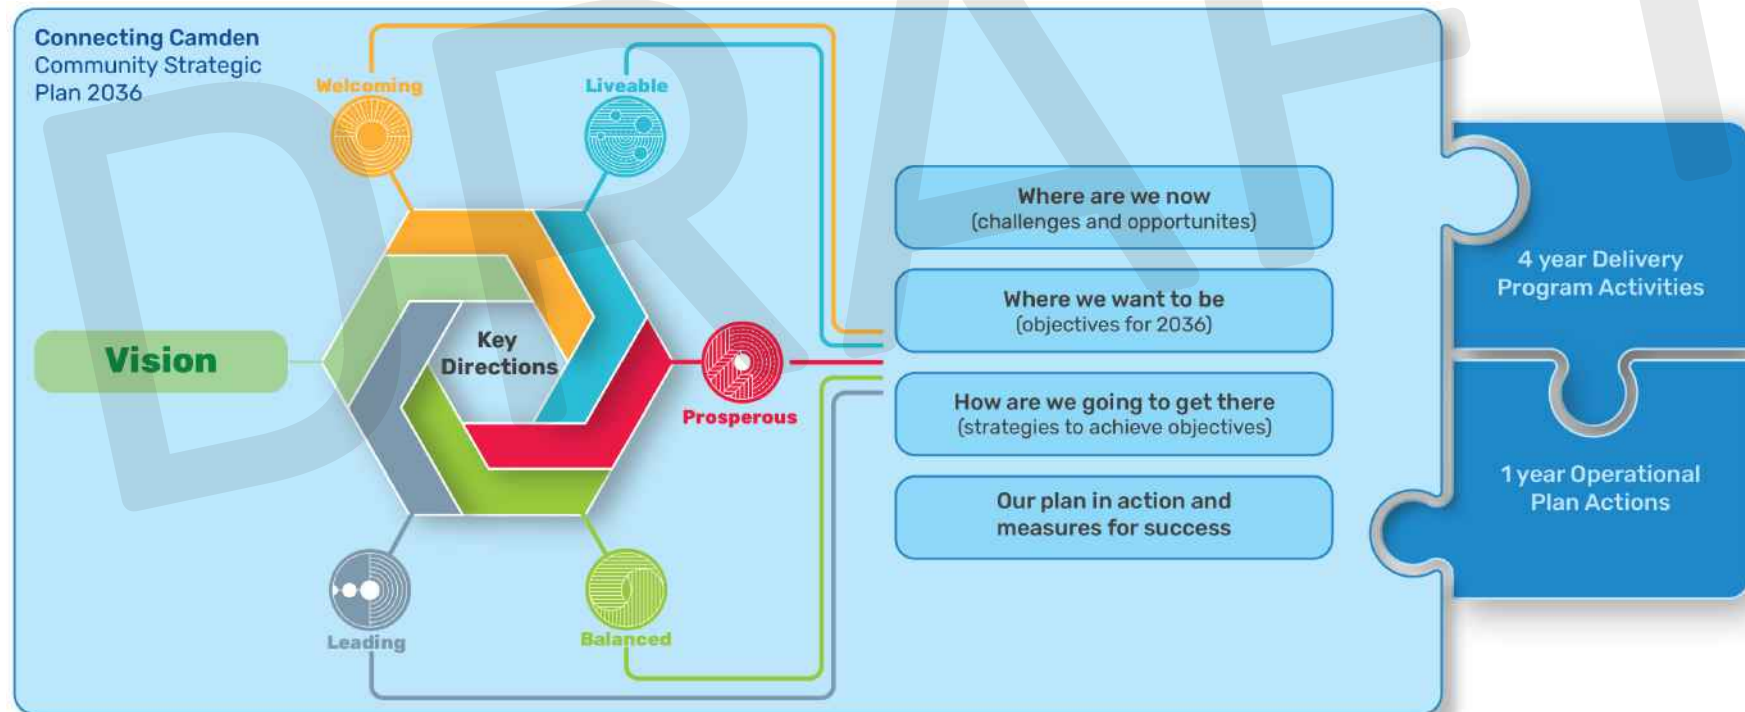 Connecting Camden
Community Strategic
Plan 2036
Welcoming
Liveable
Vision
Key
Directions
Prosperous
Leading
Balanced
Where are we now
(challenges and opportunites)
Where we want to be
(objectives for 2036)
How are we going to get there
(strategies to achieve objectives)
Our plan in action and
measures for success
4 year Delivery
Program Activities
1 year Operational
Plan Actions
DRAFT